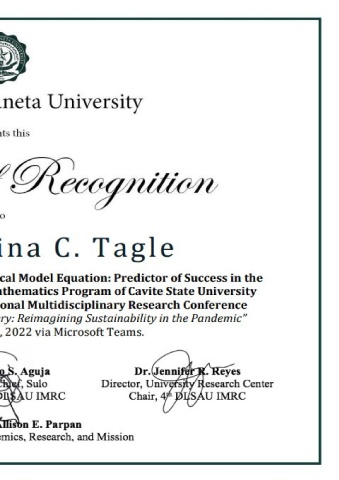 neta University
nts this
f Recognition
o
ina C. Tagle
cal Model Equation: Predictor of Success in the
athematics Program of Cavite State University
onal Multidisciplinary Research Conference
ry: Reimagining Sustainability in the Pandemic"
, 2022 via Microsoft Teams.
o S. Aguja
Dr. Jennifer R. Reyes
Chief, Sulo
Director, University Research Center
DLSAU IMRC
Chair, 4th DLSAU IMRC
llison E. Parpan
emics, Research, and Mission